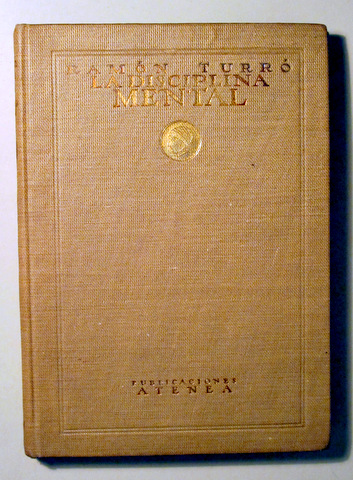 RAMÓN TURRÓ
LA DISCIPLINA
MENTAL
PUBLICACIONES
ATENEA